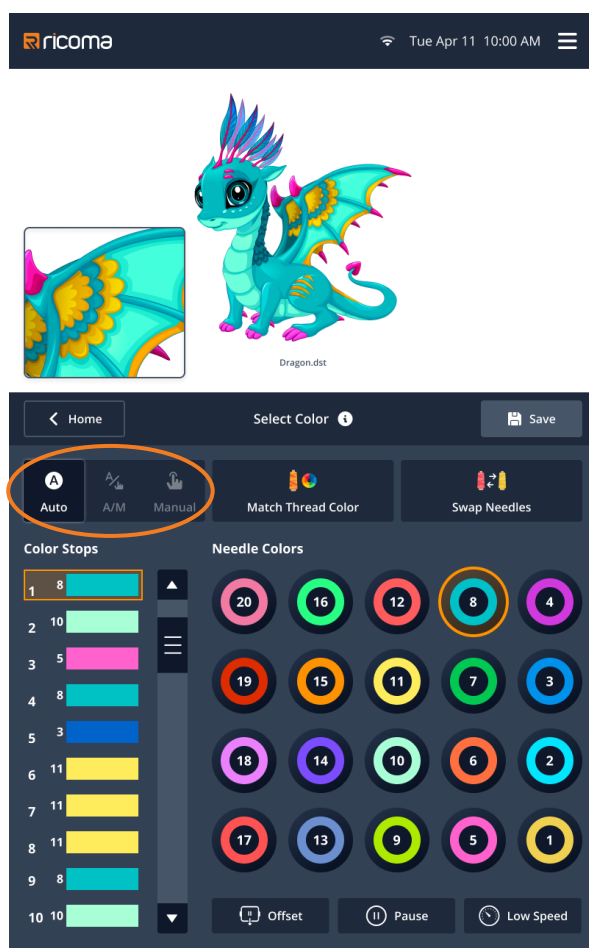 ricoma
Tue Apr 11 10:00 AM
Dragon.dst
Home
Select Color i
Save
A
Auto
A/M
Manual
Match Thread Color
Swap Needles
Color Stops
Needle Colors
1 8
2 10
3 5
4 8
5 3
6 11
7 11
8 11
9 8
10 10
20 16 12 8 4
19 15 11 7 3
18 14 10 6 2
17 13 9 5 1
Offset
Pause
Low Speed